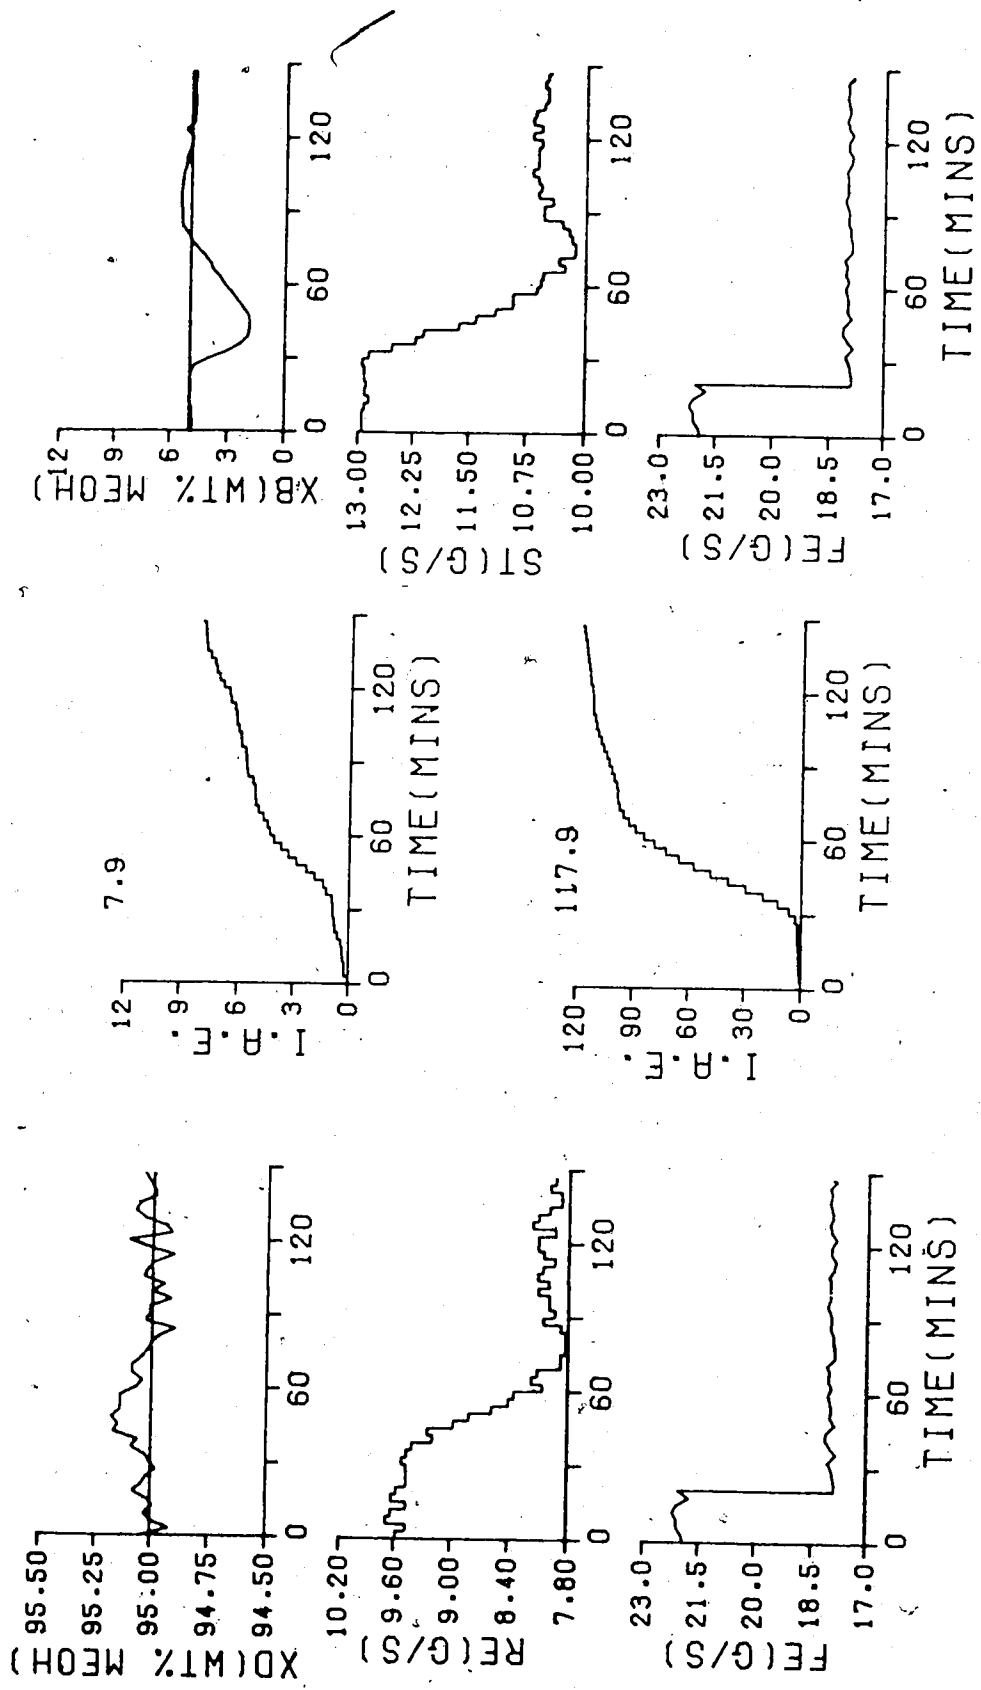 95.50
95.25
95.00
94.75
94.50
XD(WT% MEOH)
0 60 120
10.20
9.60
9.00
8.40
7.80
RE(G/S)
0 60 120
23.0
21.5
20.0
18.5
17.0
FE(G/S)
0 60 120
TIME(MINS)
7.9
12
9
6
3
0
I.A.E.
0 60 120
TIME(MINS)
117.9
120
90
60
30
0
I.A.E.
0 60 120
TIME(MINS)
12
9
6
3
0
XB(WT% MEOH)
0 60 120
13.00
12.25
11.50
10.75
10.00
ST(G/S)
0 60 120
23.0
21.5
20.0
18.5
17.0
FE(G/S)
0 60 120
TIME(MINS)